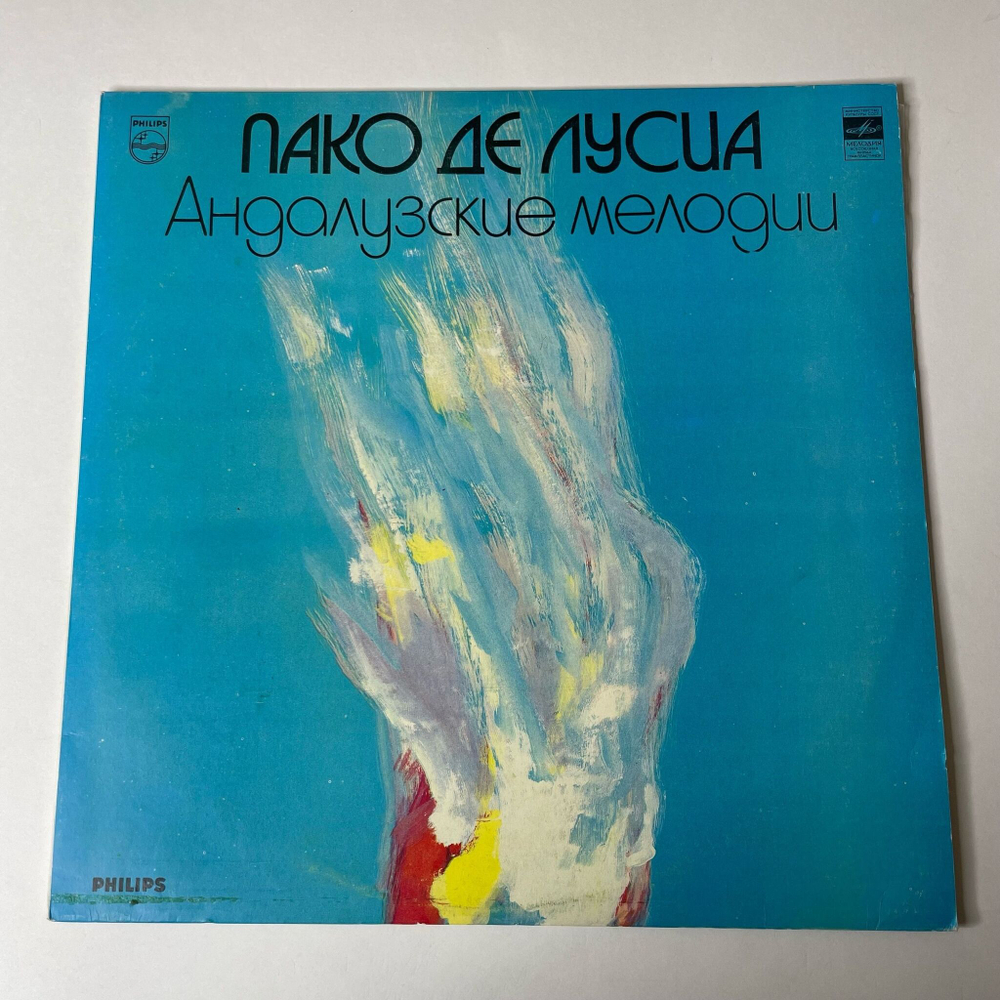 PHILIPS
ПАКО ДЕ ЛУСИА
Андалузские мелодии
МЕЛОДИЯ
PHILIPS